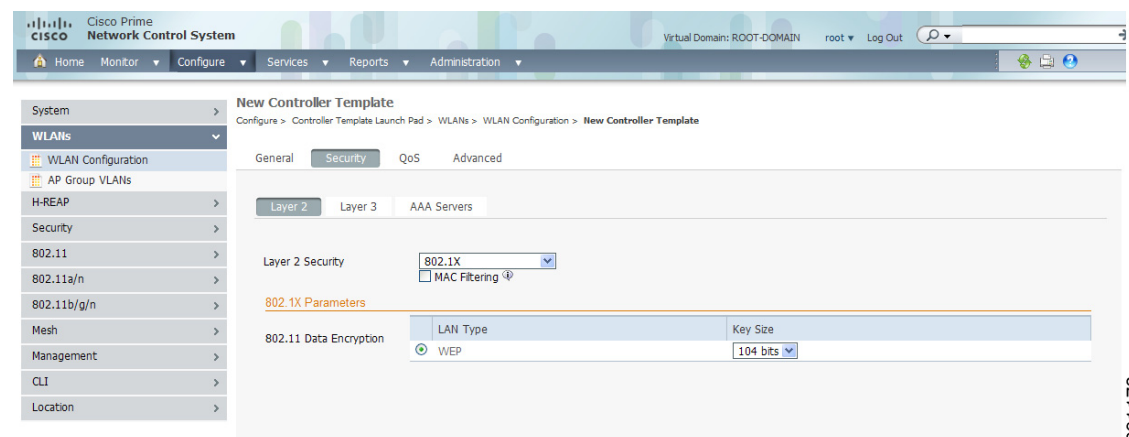 Cisco Prime
CISCO Network Control System
Virtual Domain: ROOT-DOMAIN root Log Out
Home Monitor Configure Services Reports Administration
System
WLANs
WLAN Configuration
AP Group VLANs
H-REAP
Security
802.11
802.11a/n
802.11b/g/n
Mesh
Management
CLI
Location
New Controller Template
Configure > Controller Template Launch Pad > WLANs > WLAN Configuration > New Controller Template
General Security QoS Advanced
Layer 2 Layer 3 AAA Servers
Layer 2 Security 802.1X
MAC Filtering
802.1X Parameters
802.11 Data Encryption
LAN Type Key Size
WEP 104 bits